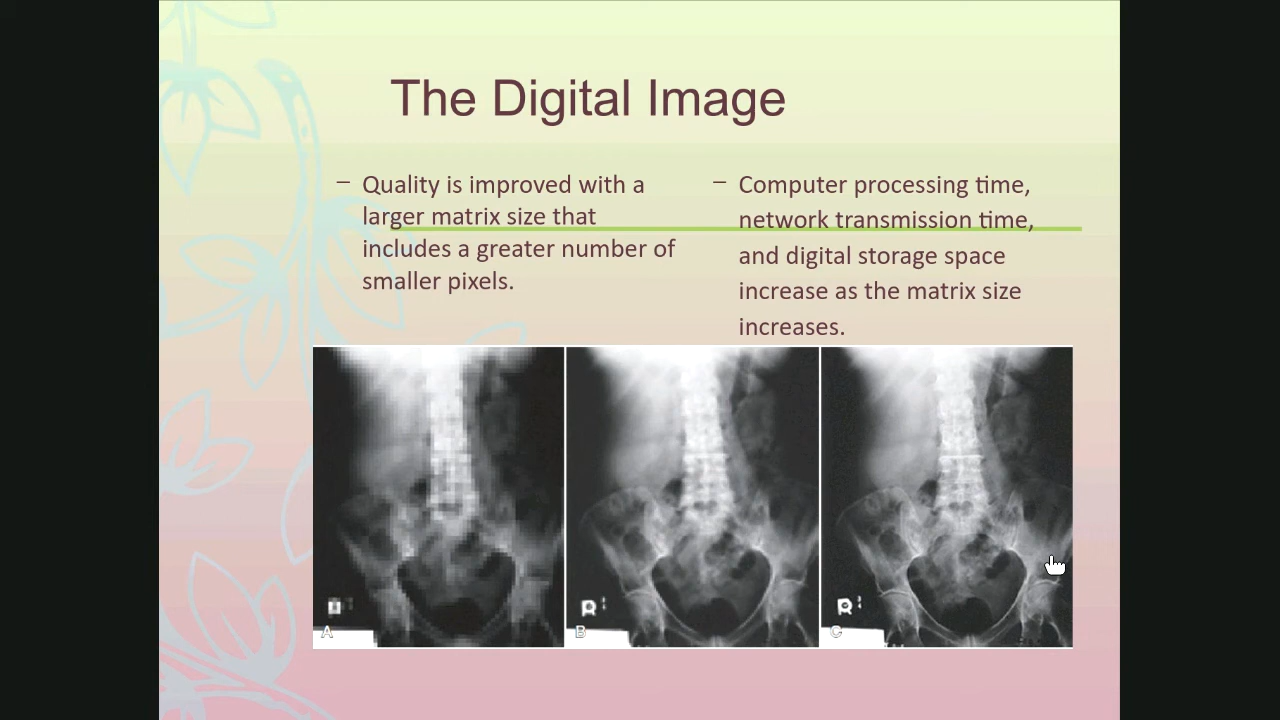 The Digital Image
– Quality is improved with a
larger matrix size that
includes a greater number of
smaller pixels.
– Computer processing time,
network transmission time,
and digital storage space
increase as the matrix size
increases.
R
R
A
B
C